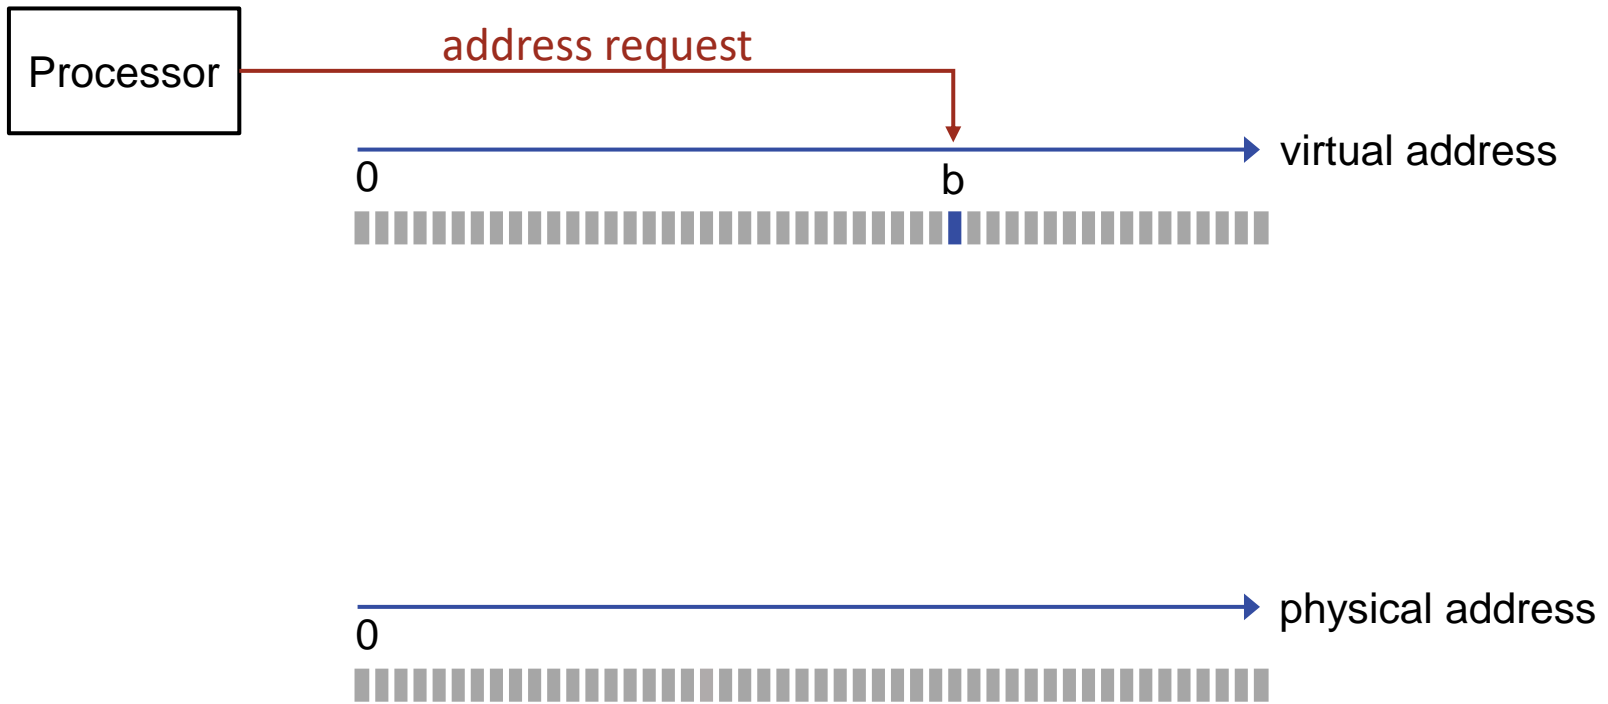 address request
Processor
virtual address
0
b
physical address
0